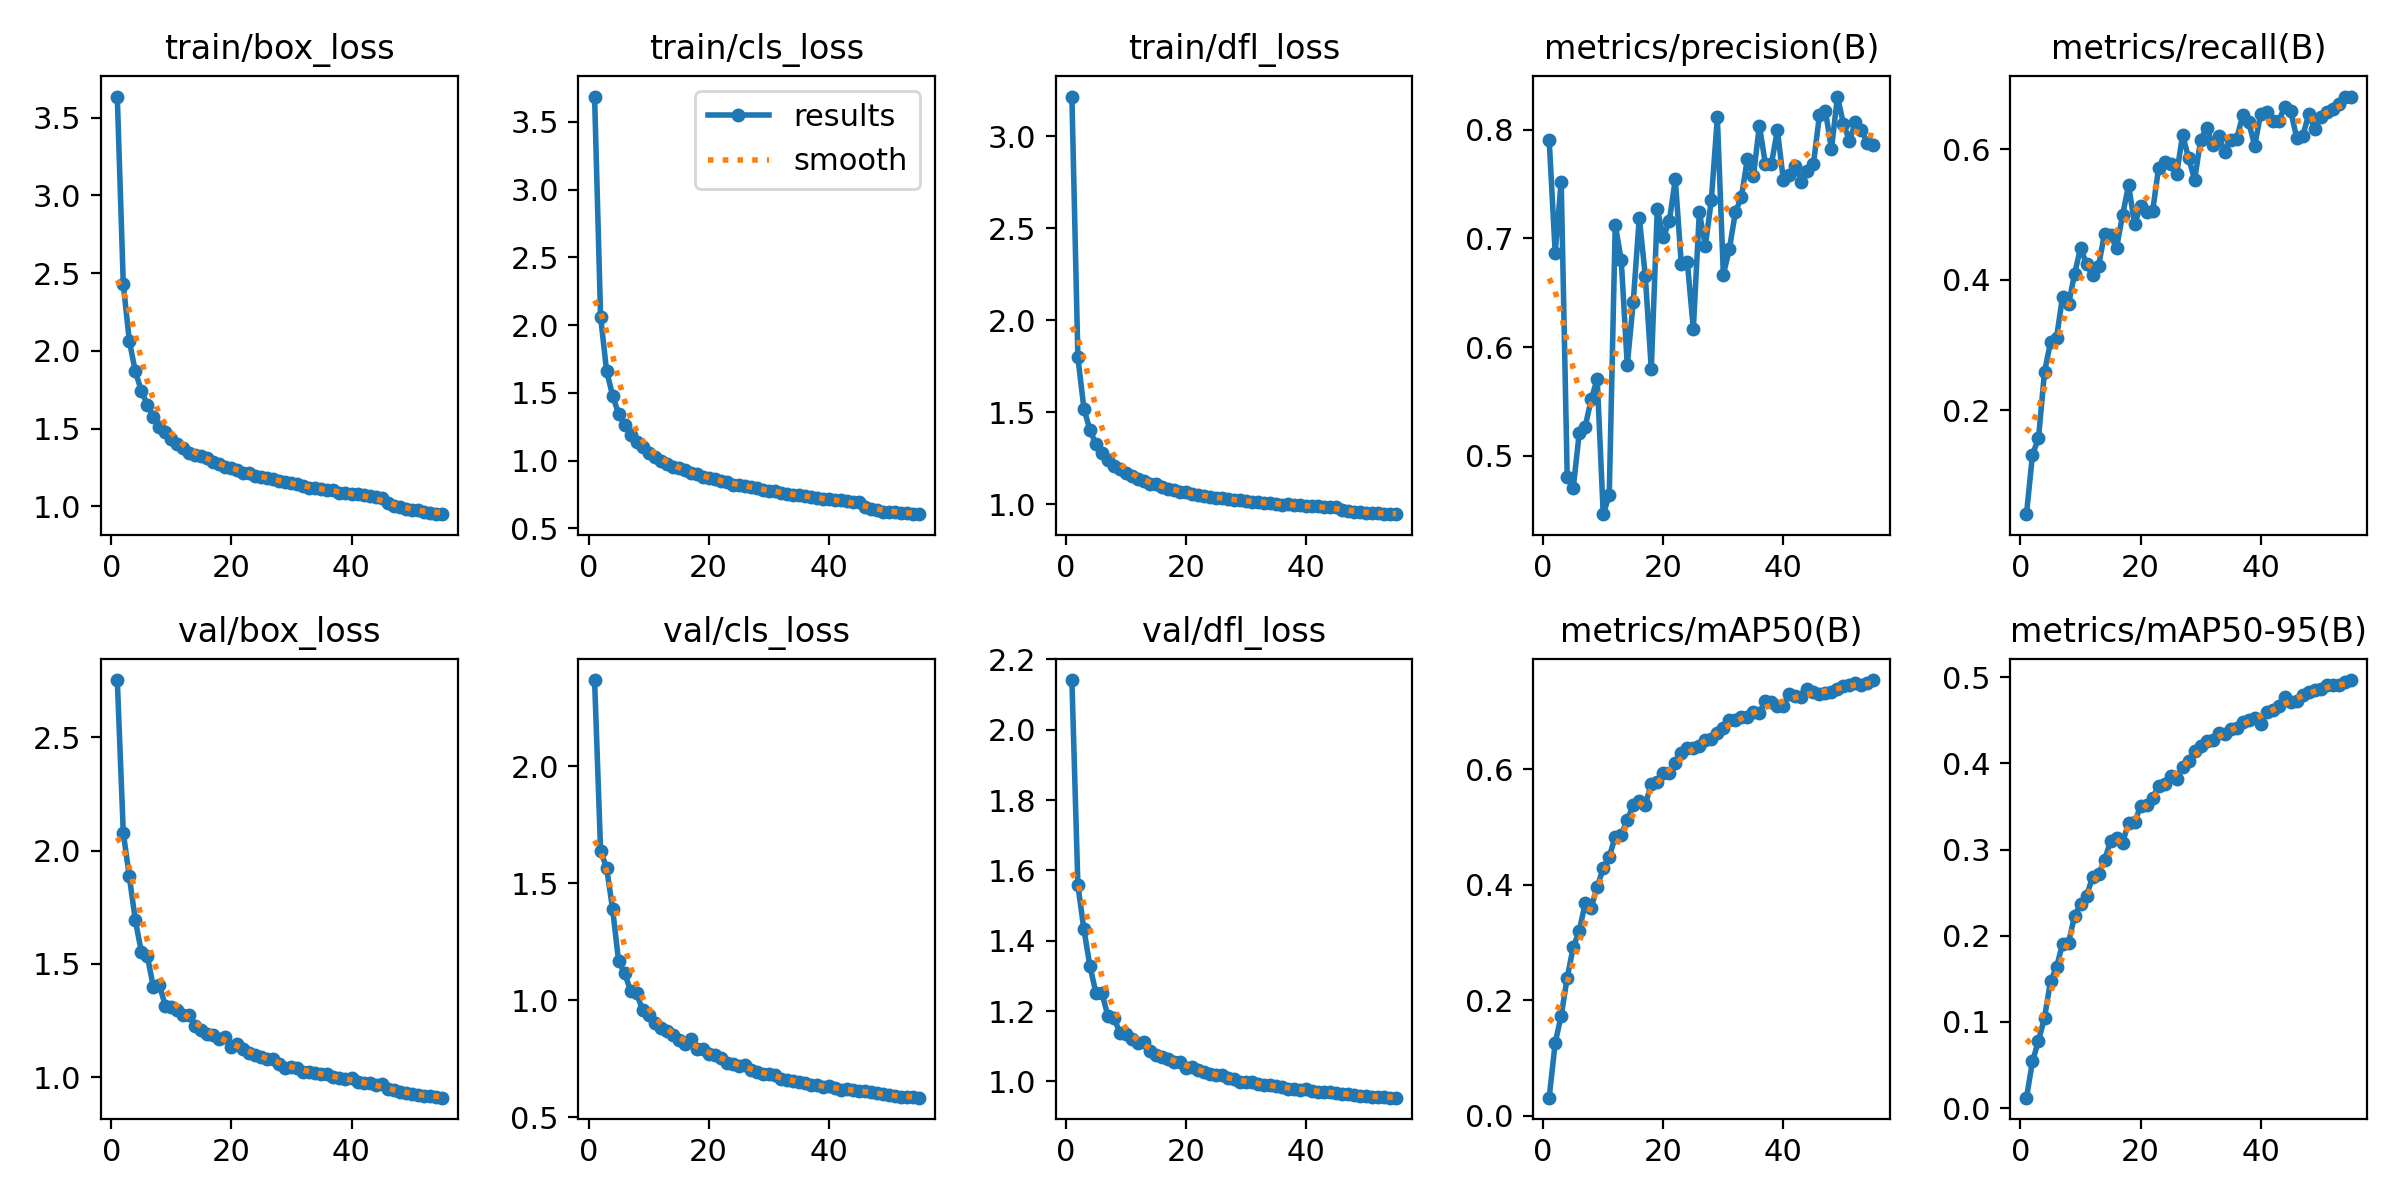 train/box_loss
3.5
3.0
2.5
2.0
1.5
1.0
0 20 40
train/cls_loss
results
smooth
3.5
3.0
2.5
2.0
1.5
1.0
0.5
0 20 40
train/dfl_loss
3.0
2.5
2.0
1.5
1.0
0 20 40
metrics/precision(B)
0.8
0.7
0.6
0.5
0 20 40
metrics/recall(B)
0.6
0.4
0.2
0 20 40
val/box_loss
2.5
2.0
1.5
1.0
0 20 40
val/cls_loss
2.0
1.5
1.0
0.5
0 20 40
val/dfl_loss
2.2
2.0
1.8
1.6
1.4
1.2
1.0
0 20 40
metrics/mAP50(B)
0.6
0.4
0.2
0.0
0 20 40
metrics/mAP50-95(B)
0.5
0.4
0.3
0.2
0.1
0.0
0 20 40